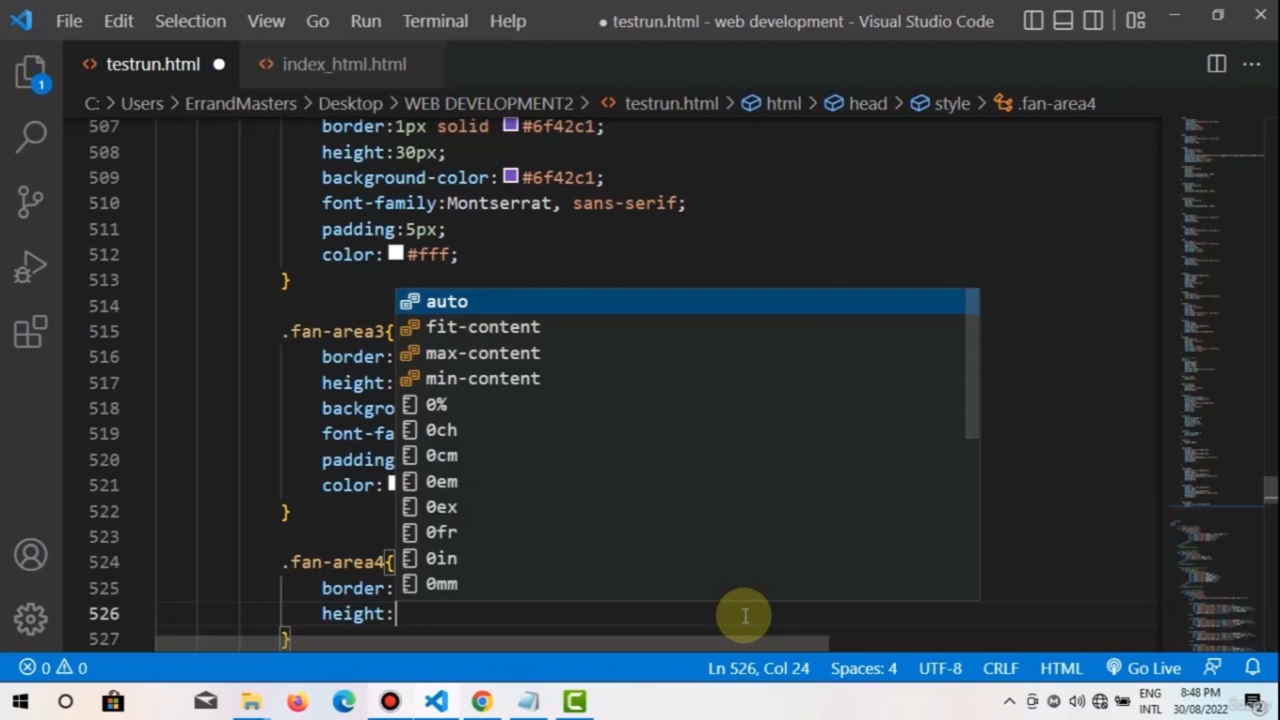 File Edit Selection View Go Run Terminal Help ● testrun.html - web development - Visual Studio Code
testrun.html index_html.html
1
C: > Users > ErrandMasters > Desktop > WEB DEVELOPMENT2 > testrun.html > html > head > style > .fan-area4
507 border:1px solid #6f42c1;
508 height:30px;
509 background-color: #6f42c1;
510 font-family:Montserrat, sans-serif;
511 padding:5px;
512 color: #fff;
513 }
514 auto
515 .fan-area3{ fit-content
516 border: max-content
517 height: min-content
518 backgro 0%
519 font-fa 0ch
520 padding 0cm
521 color: 0em
522 } 0ex
523 0fr
524 .fan-area4{ 0in
525 border: 0mm
526 height:
527 }
0 0 Ln 526, Col 24 Spaces: 4 UTF-8 CRLF HTML Go Live
ENG 8:48 PM
INTL 30/08/2022 2